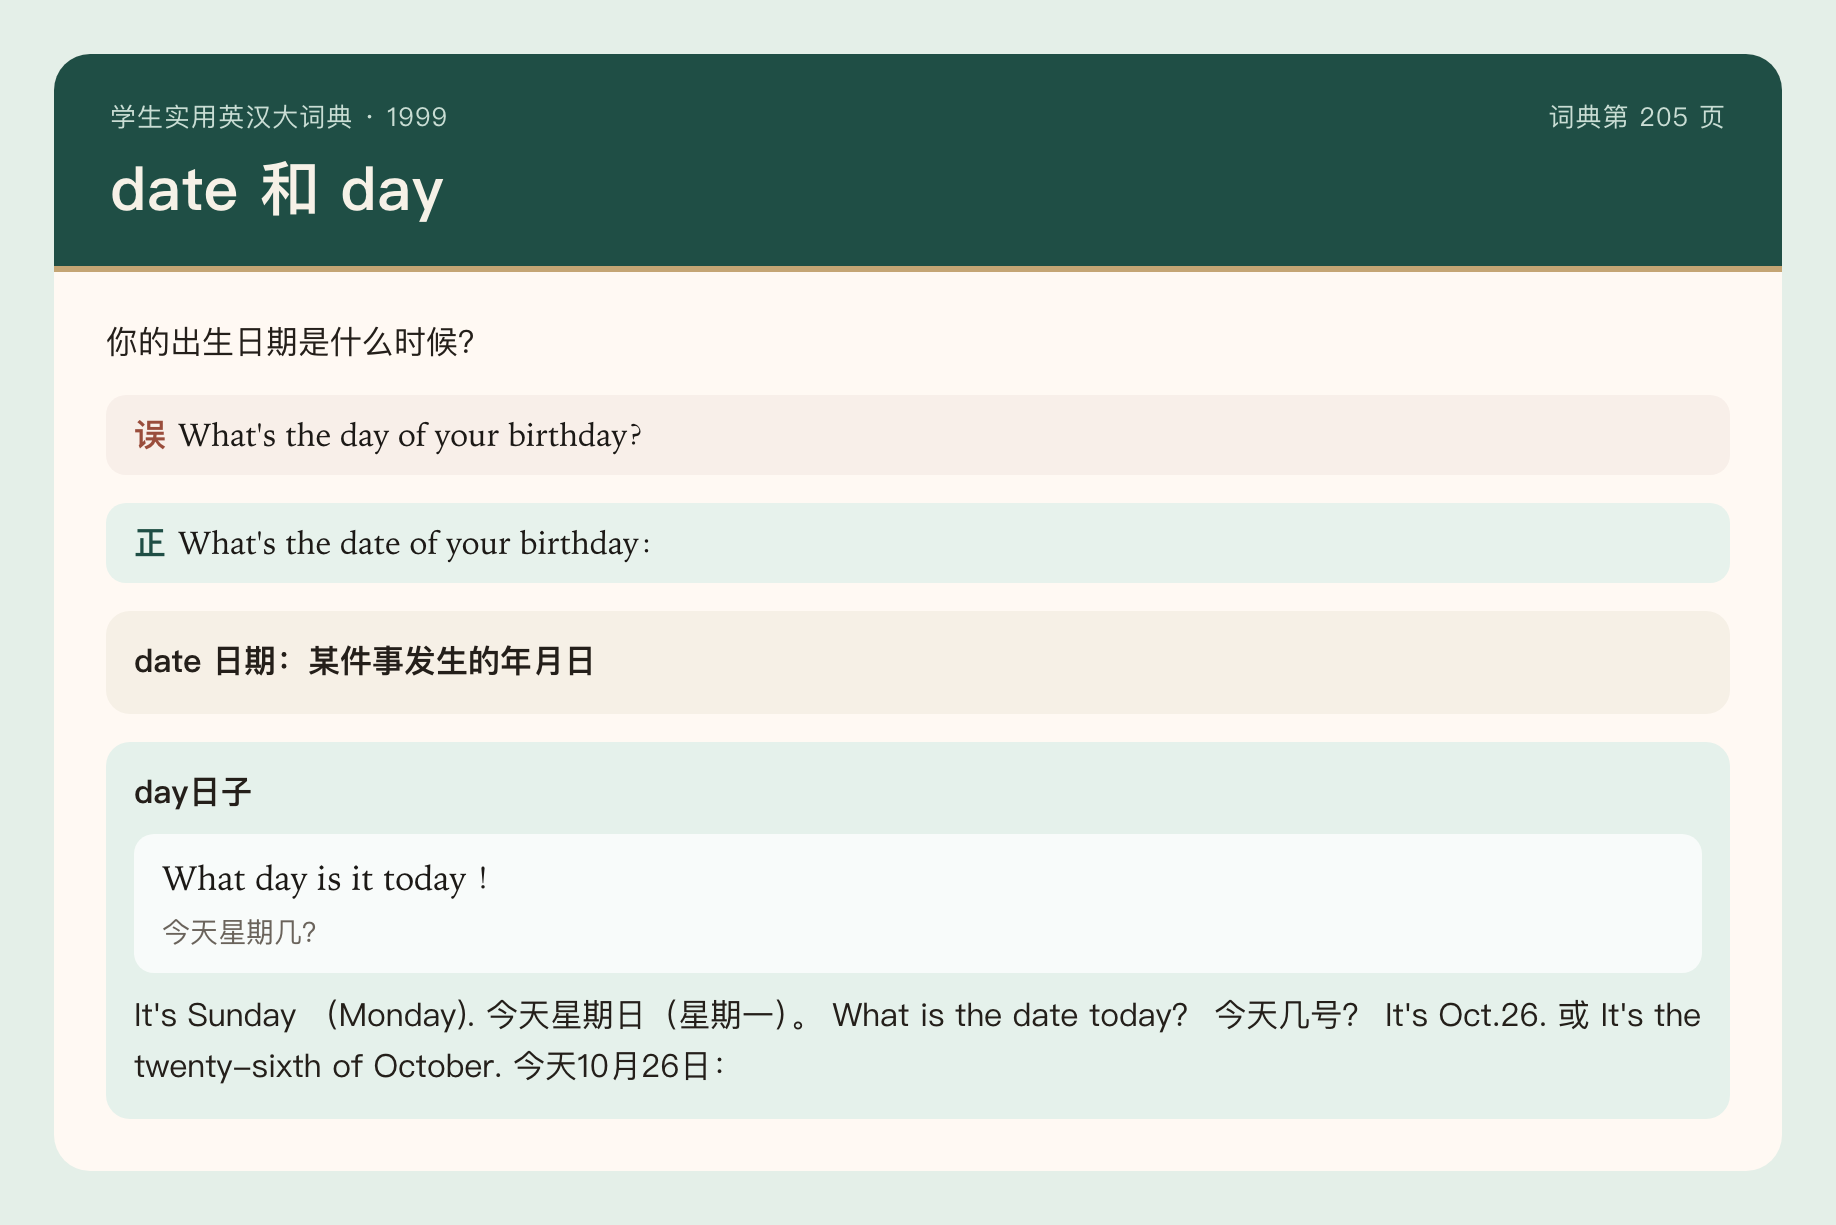 学生实用英汉大词典 · 1999
词典第 205 页
date 和 day
你的出生日期是什么时候？
误 What's the day of your birthday?
正 What's the date of your birthday：
date 日期：某件事发生的年月日
day日子
What day is it today！
今天星期几？
It's Sunday （Monday). 今天星期日（星期一）。 What is the date today? 今天几号？ It's Oct.26. 或 It's the
twenty–sixth of October. 今天10月26日：